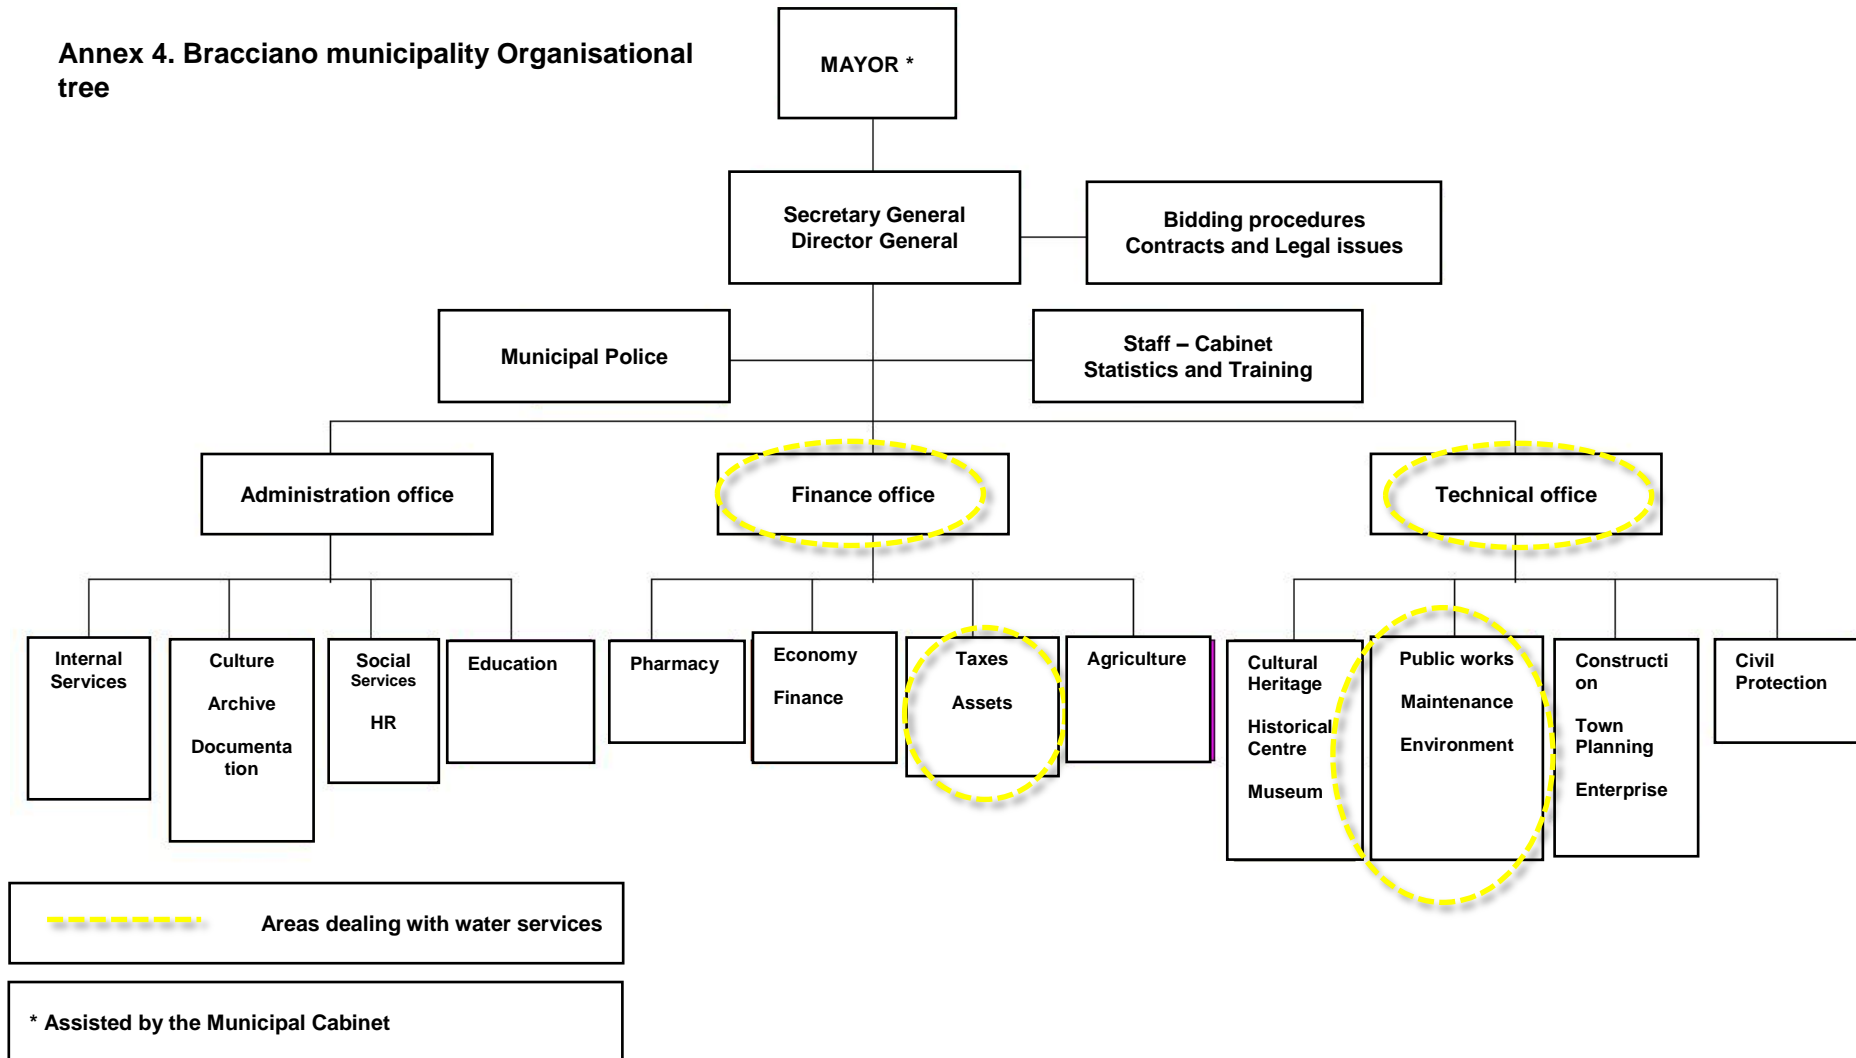 Annex 4. Bracciano municipality Organisational
tree
MAYOR *
Secretary General
Director General
Bidding procedures
Contracts and Legal issues
Municipal Police
Staff – Cabinet
Statistics and Training
Administration office
Finance office
Technical office
Internal
Services
Culture
Archive
Documenta
tion
Social
Services
HR
Education
Pharmacy
Economy
Finance
Taxes
Assets
Agriculture
Cultural
Heritage
Historical
Centre
Museum
Public works
Maintenance
Environment
Constructi
on
Town
Planning
Enterprise
Civil
Protection
Areas dealing with water services
* Assisted by the Municipal Cabinet